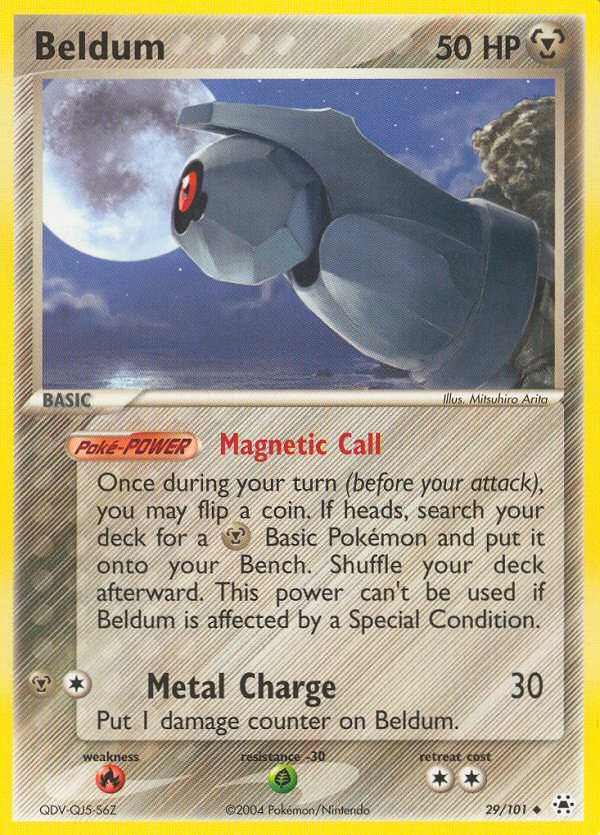 Beldum 50 HP
BASIC
Illus. Mitsuhiro Arita
Poké-POWER Magnetic Call
Once during your turn (before your attack),
you may flip a coin. If heads, search your
deck for a Basic Pokémon and put it
onto your Bench. Shuffle your deck
afterward. This power can't be used if
Beldum is affected by a Special Condition.
Metal Charge 30
Put 1 damage counter on Beldum.
weakness resistance -30 retreat cost
QDV-QJ5-S6Z ©2004 Pokémon/Nintendo 29/101